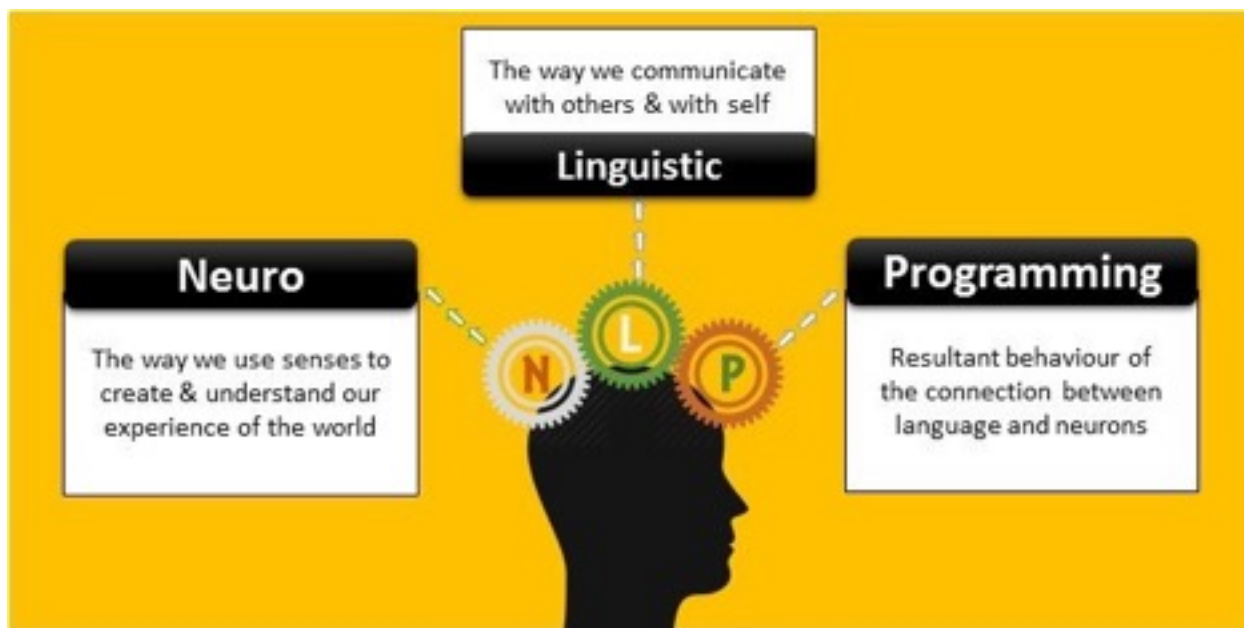 The way we communicate
with others & with self
Linguistic
Neuro
The way we use senses to
create & understand our
experience of the world
N
L
P
Programming
Resultant behaviour of
the connection between
language and neurons